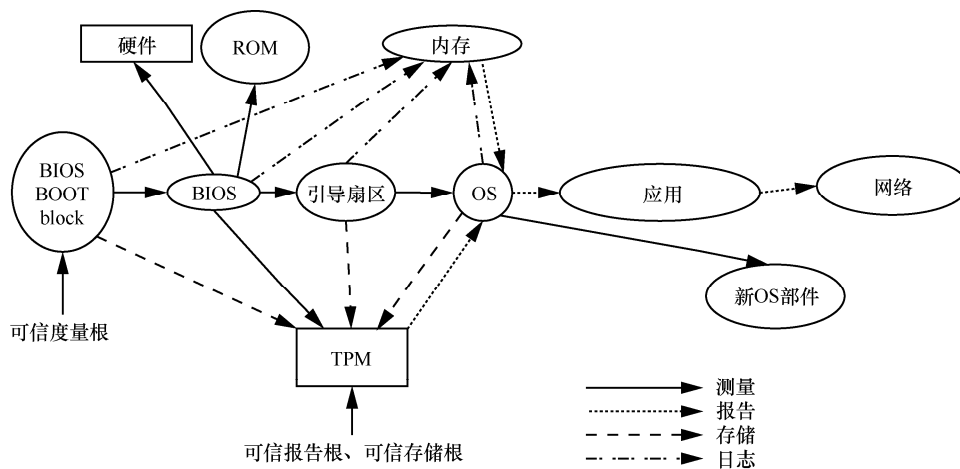 硬件
ROM
内存
BIOS
BOOT
block
BIOS
引导扇区
OS
应用
网络
新OS部件
可信度量根
TPM
可信报告根、可信存储根
测量
报告
存储
日志